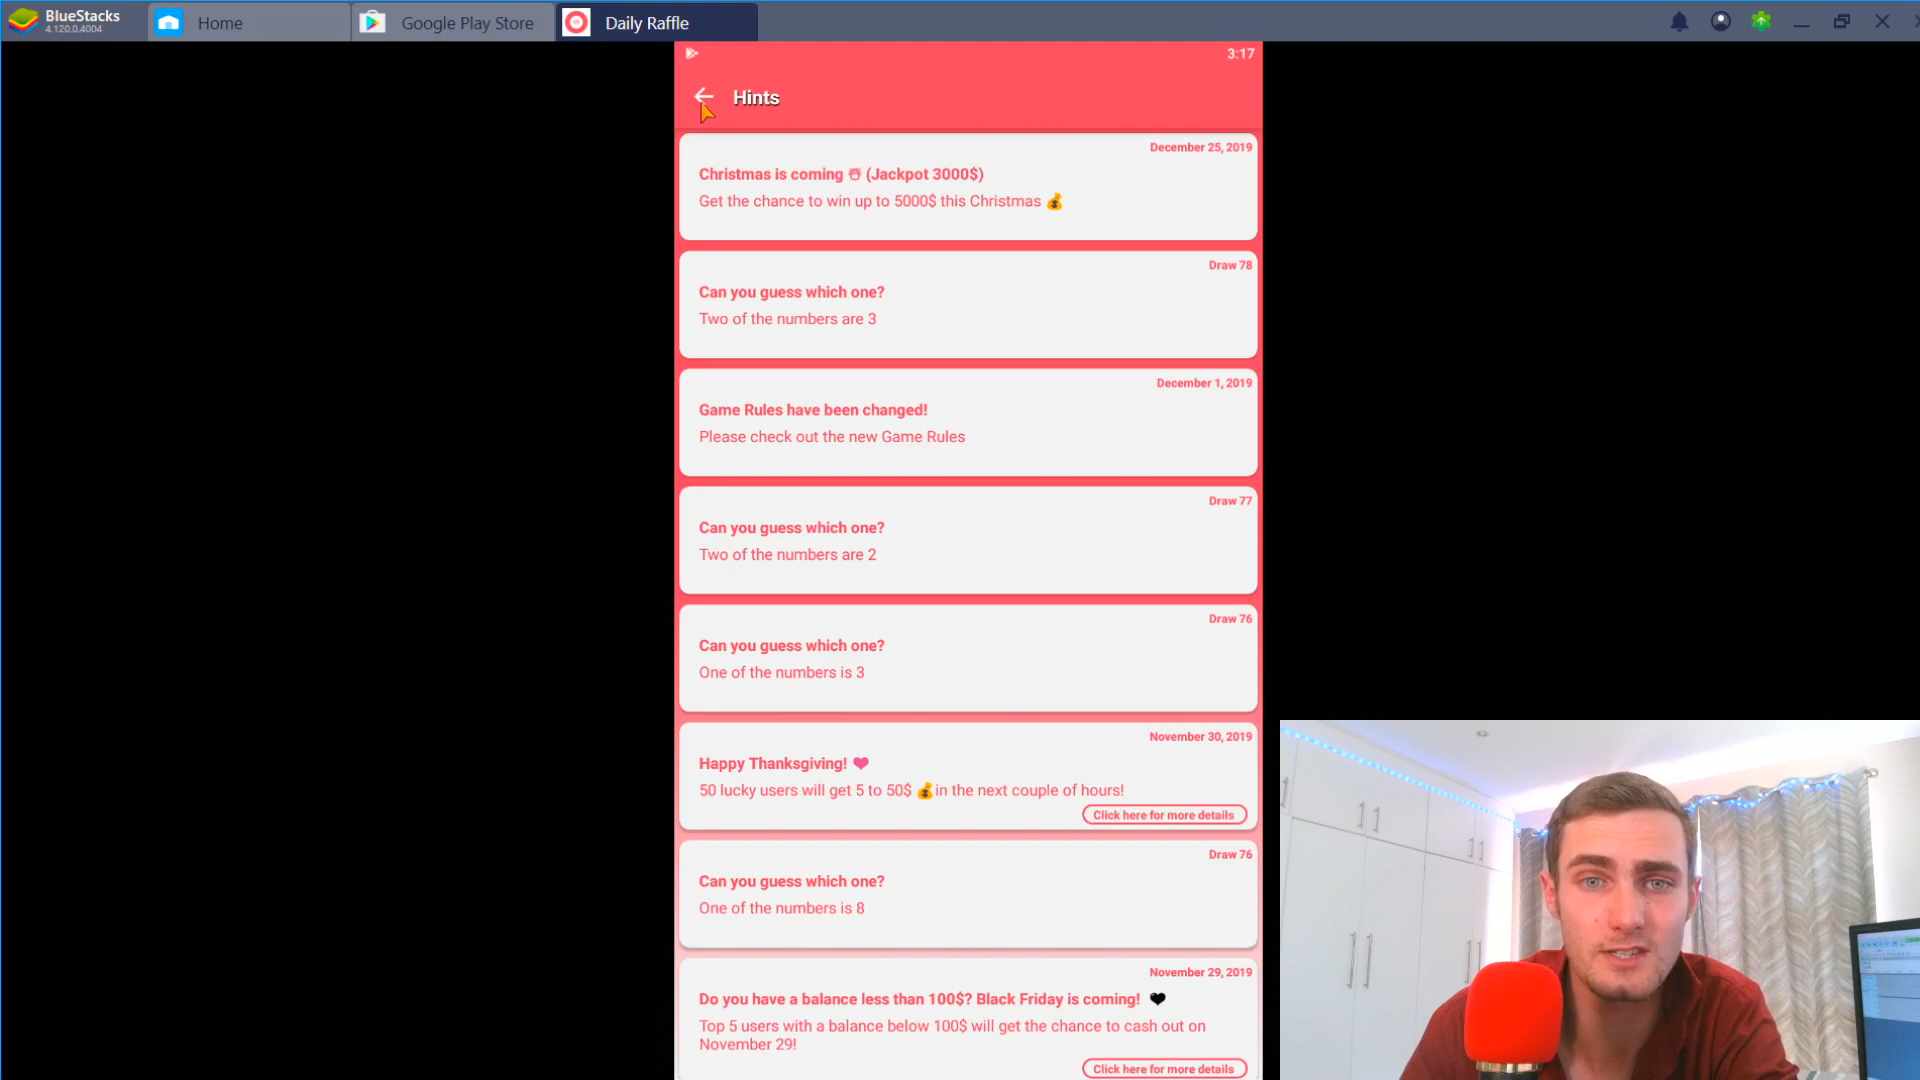 BlueStacks
4.120.0.4004
Home
Google Play Store
Daily Raffle
3:17
Hints
December 25, 2019
Christmas is coming ☃ (Jackpot 3000$)
Get the chance to win up to 5000$ this Christmas 💰
Draw 78
Can you guess which one?
Two of the numbers are 3
December 1, 2019
Game Rules have been changed!
Please check out the new Game Rules
Draw 77
Can you guess which one?
Two of the numbers are 2
Draw 76
Can you guess which one?
One of the numbers is 3
November 30, 2019
Happy Thanksgiving! ❤
50 lucky users will get 5 to 50$ 💰in the next couple of hours!
Click here for more details
Draw 76
Can you guess which one?
One of the numbers is 8
November 29, 2019
Do you have a balance less than 100$? Black Friday is coming! 🖤
Top 5 users with a balance below 100$ will get the chance to cash out on
November 29!
Click here for more details